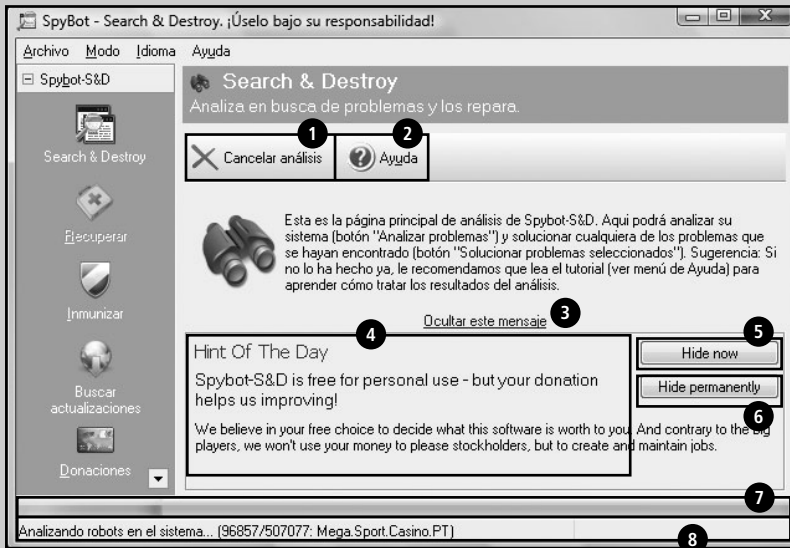 SpyBot - Search & Destroy. ¡Úselo bajo su responsabilidad!
Archivo Modo Idioma Ayuda
Spybot-S&D
Search & Destroy
Analiza en busca de problemas y los repara.
1
2
Cancelar análisis
Ayuda
Search & Destroy
Recuperar
Inmunizar
Buscar
actualizaciones
Donaciones
Esta es la página principal de análisis de Spybot-S&D. Aqui podrá analizar su
sistema (botón "Analizar problemas") y solucionar cualquiera de los problemas que
se hayan encontrado (botón "Solucionar problemas seleccionados"). Sugerencia: Si
no lo ha hecho ya, le recomendamos que lea el tutorial (ver menú de Ayuda) para
aprender cómo tratar los resultados del análisis.
Ocultar este mensaje
3
4
Hint Of The Day
Spybot-S&D is free for personal use - but your donation
helps us improving!
We believe in your free choice to decide what this software is worth to you. And contrary to the big
players, we won't use your money to please stockholders, but to create and maintain jobs.
5
Hide now
Hide permanently
6
7
Analizando robots en el sistema... (96857/507077: Mega.Sport.Casino.PT)
8